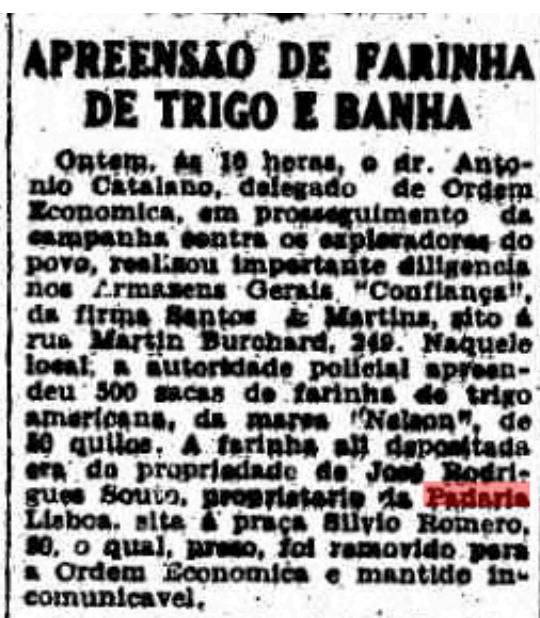 APREENSÃO DE FARINHA
DE TRIGO E BANHA
Ontem, ás 10 horas, o dr. Anto-
nio Catalano, delegado de Ordem
Economica, em prosseguimento da
campanha contra os exploradores do
povo, realisou importante diligencia
nos Armasens Gerais "Confiança",
da firma Santos & Martins, sito á
rua Martin Burchard, 249. Naquele
local, a autoridade policial apreen-
deu 500 sacas de farinha de trigo
americana, da marca "Nelson", de
50 quilos. A farinha ali depositada
era de propriedade de José Rodri-
gues Souto, proprietario da Padaria
Lisboa, sita á praça Silvio Romero,
o qual, preso, foi removido para
a Ordem Economica e mantido in-
comunicavel.